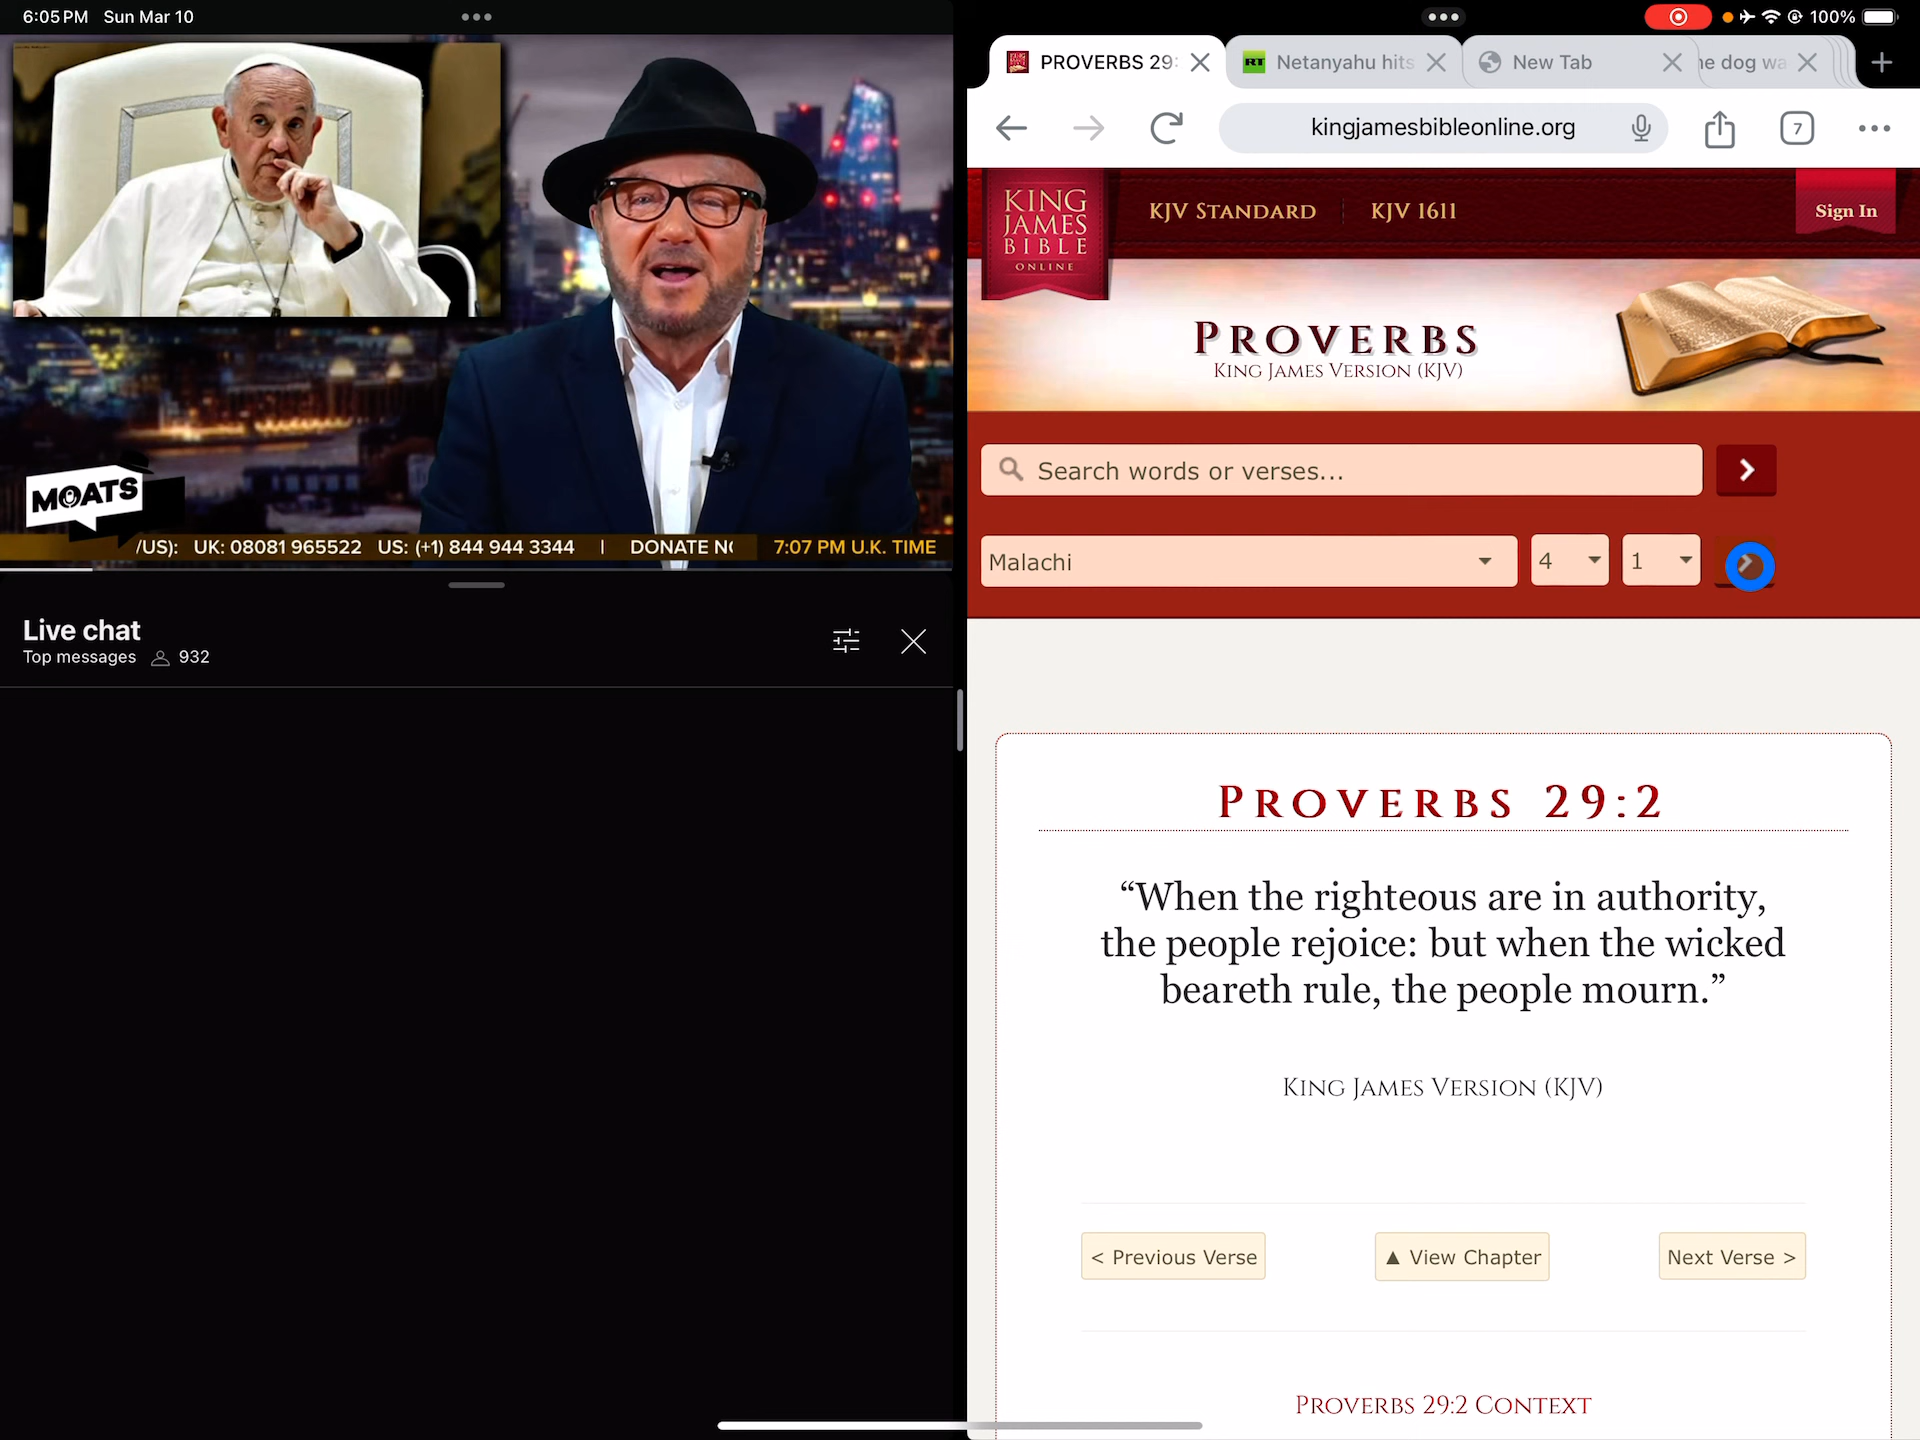 6:05 PM Sun Mar 10
MOATS
/US): UK: 08081 965522 US: (+1) 844 944 3344 | DONATE 7:07 PM U.K. TIME
Live chat
Top messages 932
100%
PROVERBS 29:
Netanyahu hits
New Tab
dog
kingjamesbibleonline.org
7
KING
JAMES
BIBLE
ONLINE
KJV STANDARD
KJV 1611
Sign In
PROVERBS
KING JAMES VERSION (KJV)
Search words or verses...
Malachi
4
1
PROVERBS 29:2
“When the righteous are in authority,
the people rejoice: but when the wicked
beareth rule, the people mourn.”
KING JAMES VERSION (KJV)
< Previous Verse
▲ View Chapter
Next Verse >
PROVERBS 29:2 CONTEXT